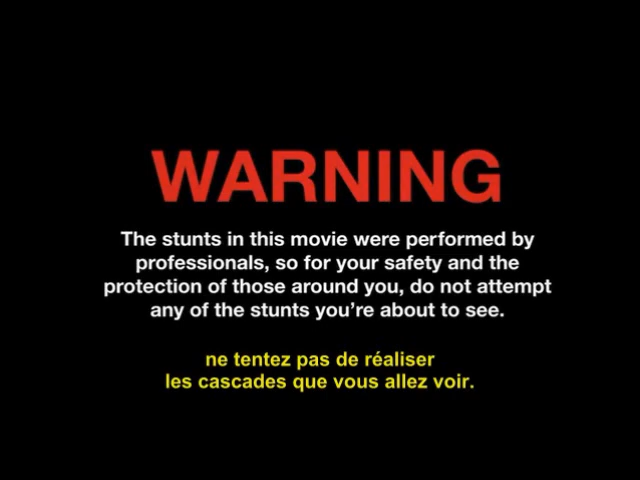 WARNING
The stunts in this movie were performed by
professionals, so for your safety and the
protection of those around you, do not attempt
any of the stunts you’re about to see.
ne tentez pas de réaliser
les cascades que vous allez voir.